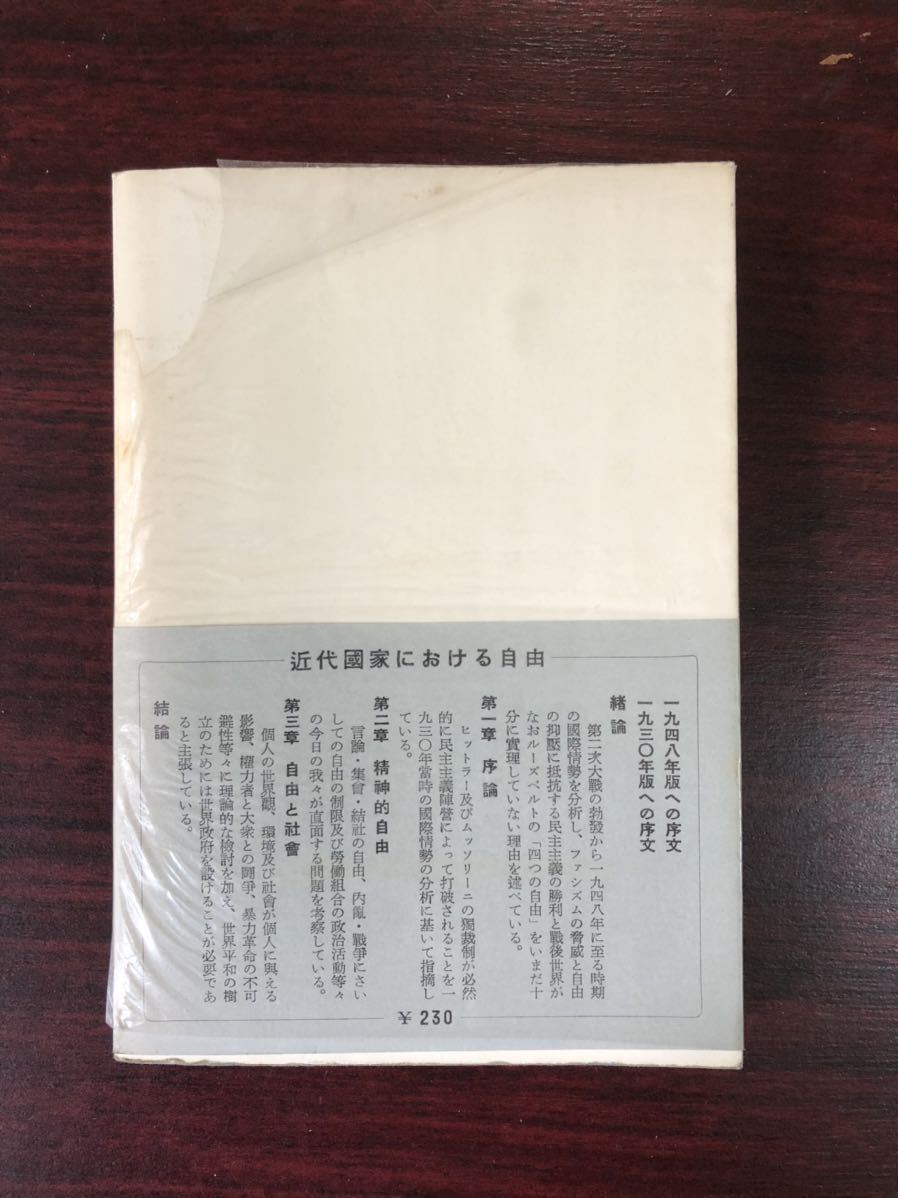 近代國家における自由
一九四八年版への序文
一九三〇年版への序文
緖論
第二次大戰の勃發から一九四八年に至る時期
の國際情勢を分析し、ファシズムの脅威と自由
の抑壓に抵抗する民主主義の勝利と戰後世界が
なおルーズベルトの「四つの自由」をいまだ十
分に實現していない理由を述べている。
第一章 序論
ヒットラー及びムッソリーニの獨裁制が必然
的に民主主義陣營によって打破されることを一
九三〇年當時の國際情勢の分析に基いて指摘し
ている。
第二章 精神的自由
言論・集會・結社の自由、內亂・戰爭にさい
しての自由の制限及び勞働組合の政治活動等々
の今日の我々が直面する問題を考察している。
第三章 自由と社會
個人の世界觀、環境及び社會が個人に與える
影響、權力者と大衆との鬪爭、暴力革命の不可
避性等々に理論的な檢討を加え、世界平和の樹
立のためには世界政府を設けることが必要であ
ると主張している。
結論
￥230